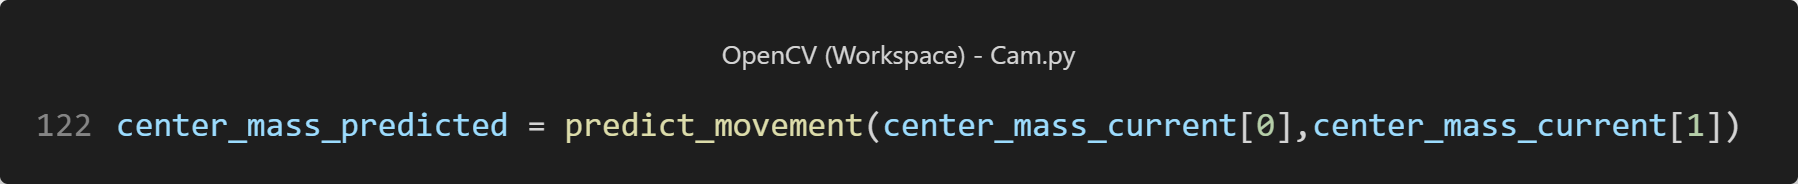 OpenCV (Workspace) - Cam.py
122 center_mass_predicted = predict_movement(center_mass_current[0],center_mass_current[1])